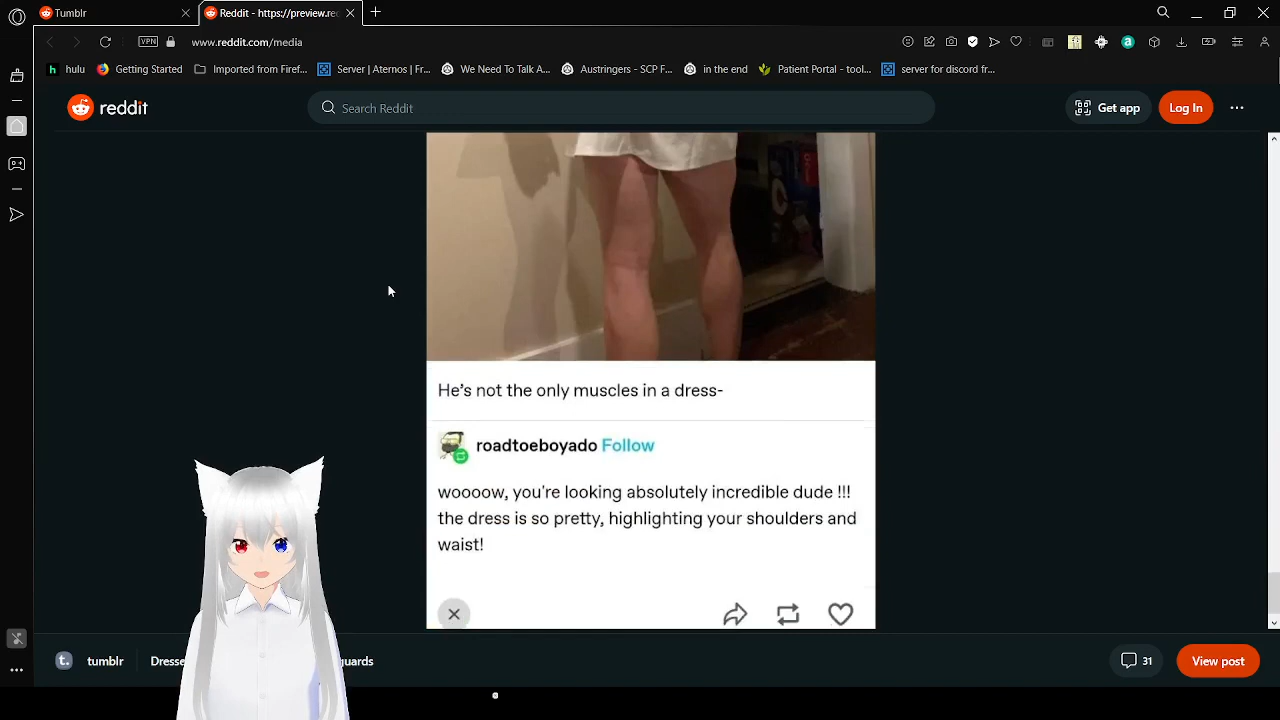 Tumblr
Reddit - https://preview.red
VPN
www.reddit.com/media
h hulu
Getting Started
Imported from Firef...
Server | Aternos | Fr...
We Need To Talk A...
Austringers - SCP F...
in the end
Patient Portal - tool...
server for discord fr...
reddit
Search Reddit
Get app
Log In
He's not the only muscles in a dress-
roadtoeboyado Follow
woooow, you're looking absolutely incredible dude !!!
the dress is so pretty, highlighting your shoulders and
waist!
t. tumblr
Dresse
guards
31
View post